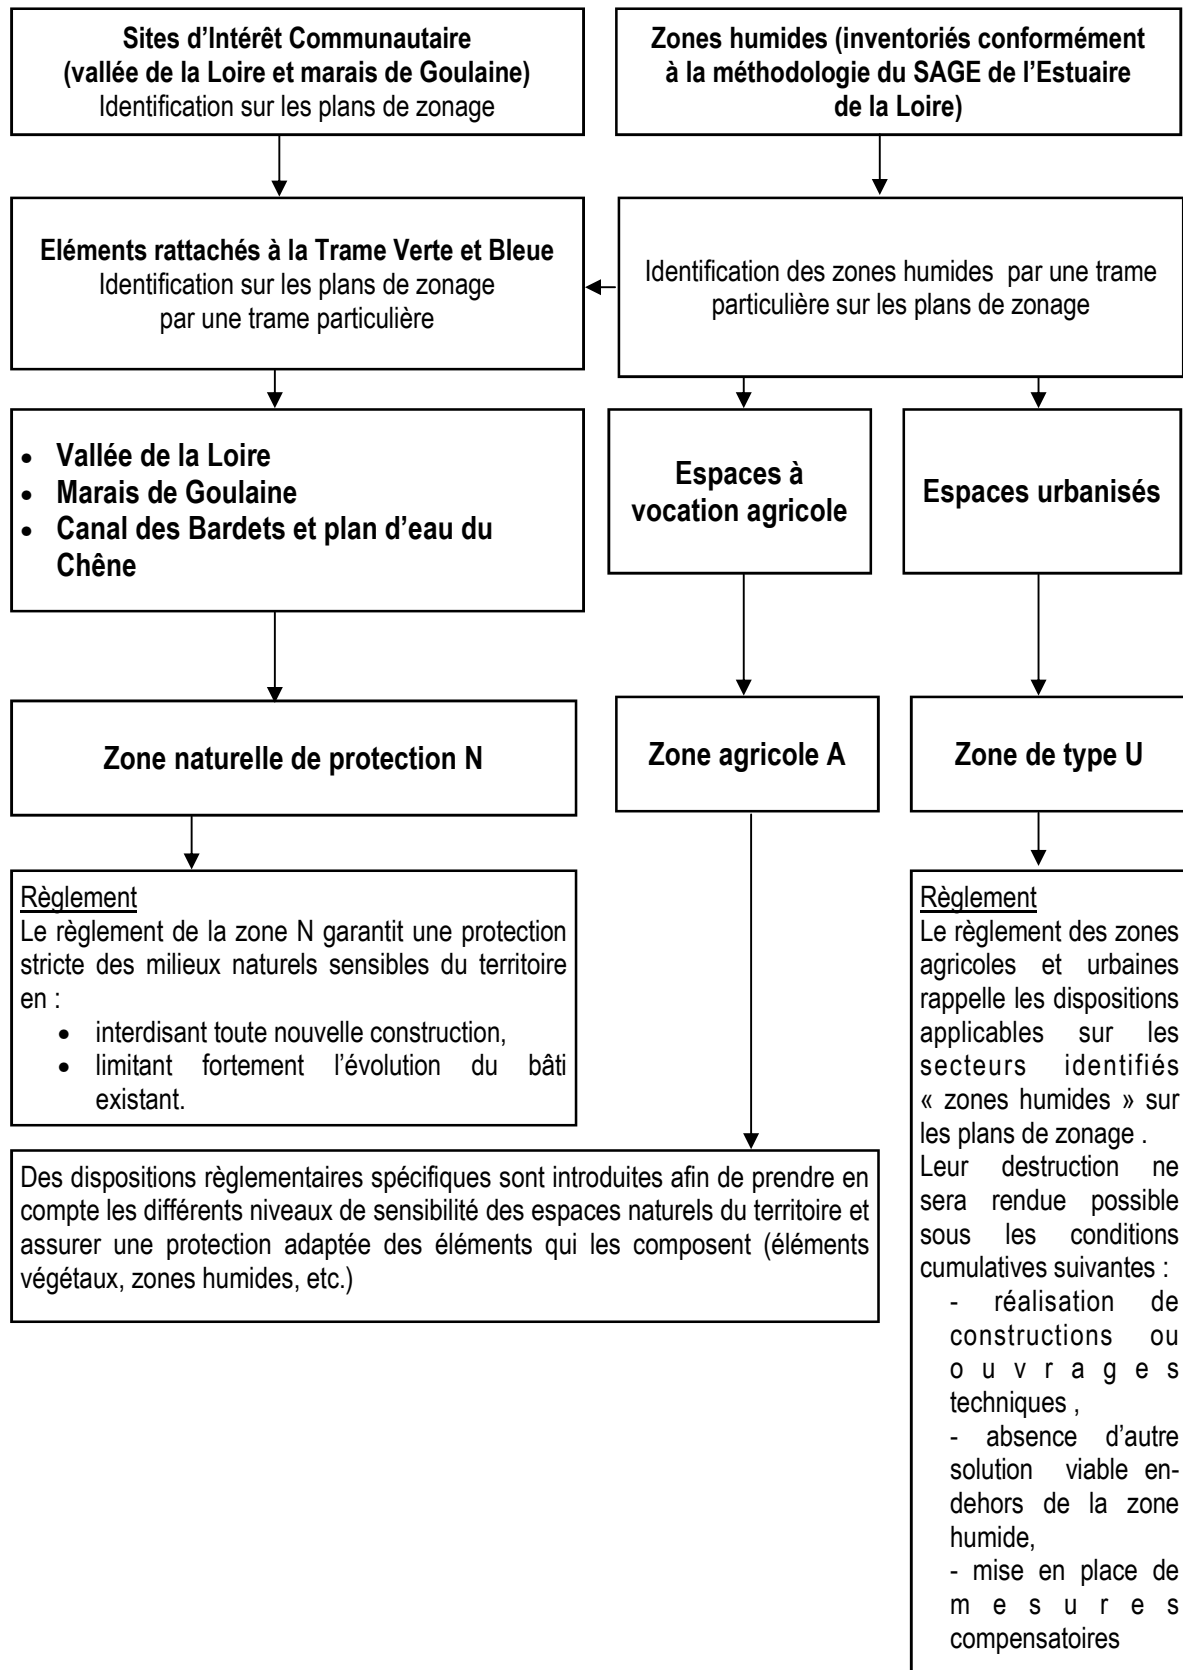 Sites d'Intérêt Communautaire
(vallée de la Loire et marais de Goulaine)
Identification sur les plans de zonage
Zones humides (inventoriés conformément
à la méthodologie du SAGE de l'Estuaire
de la Loire)
Eléments rattachés à la Trame Verte et Bleue
Identification sur les plans de zonage
par une trame particulière
Identification des zones humides par une trame
particulière sur les plans de zonage
• Vallée de la Loire
• Marais de Goulaine
• Canal des Bardets et plan d'eau du
Chêne
Espaces à
vocation agricole
Espaces urbanisés
Zone naturelle de protection N
Zone agricole A
Zone de type U
Règlement
Le règlement de la zone N garantit une protection
stricte des milieux naturels sensibles du territoire
en :
• interdisant toute nouvelle construction,
• limitant fortement l'évolution du bâti
existant.
Des dispositions règlementaires spécifiques sont introduites afin de prendre en
compte les différents niveaux de sensibilité des espaces naturels du territoire et
assurer une protection adaptée des éléments qui les composent (éléments
végétaux, zones humides, etc.)
Règlement
Le règlement des zones
agricoles et urbaines
rappelle les dispositions
applicables sur les
secteurs identifiés
« zones humides » sur
les plans de zonage .
Leur destruction ne
sera rendue possible
sous les conditions
cumulatives suivantes :
- réalisation de
constructions ou
ouvrages
techniques ,
- absence d'autre
solution viable en-
dehors de la zone
humide,
- mise en place de
mesures
compensatoires